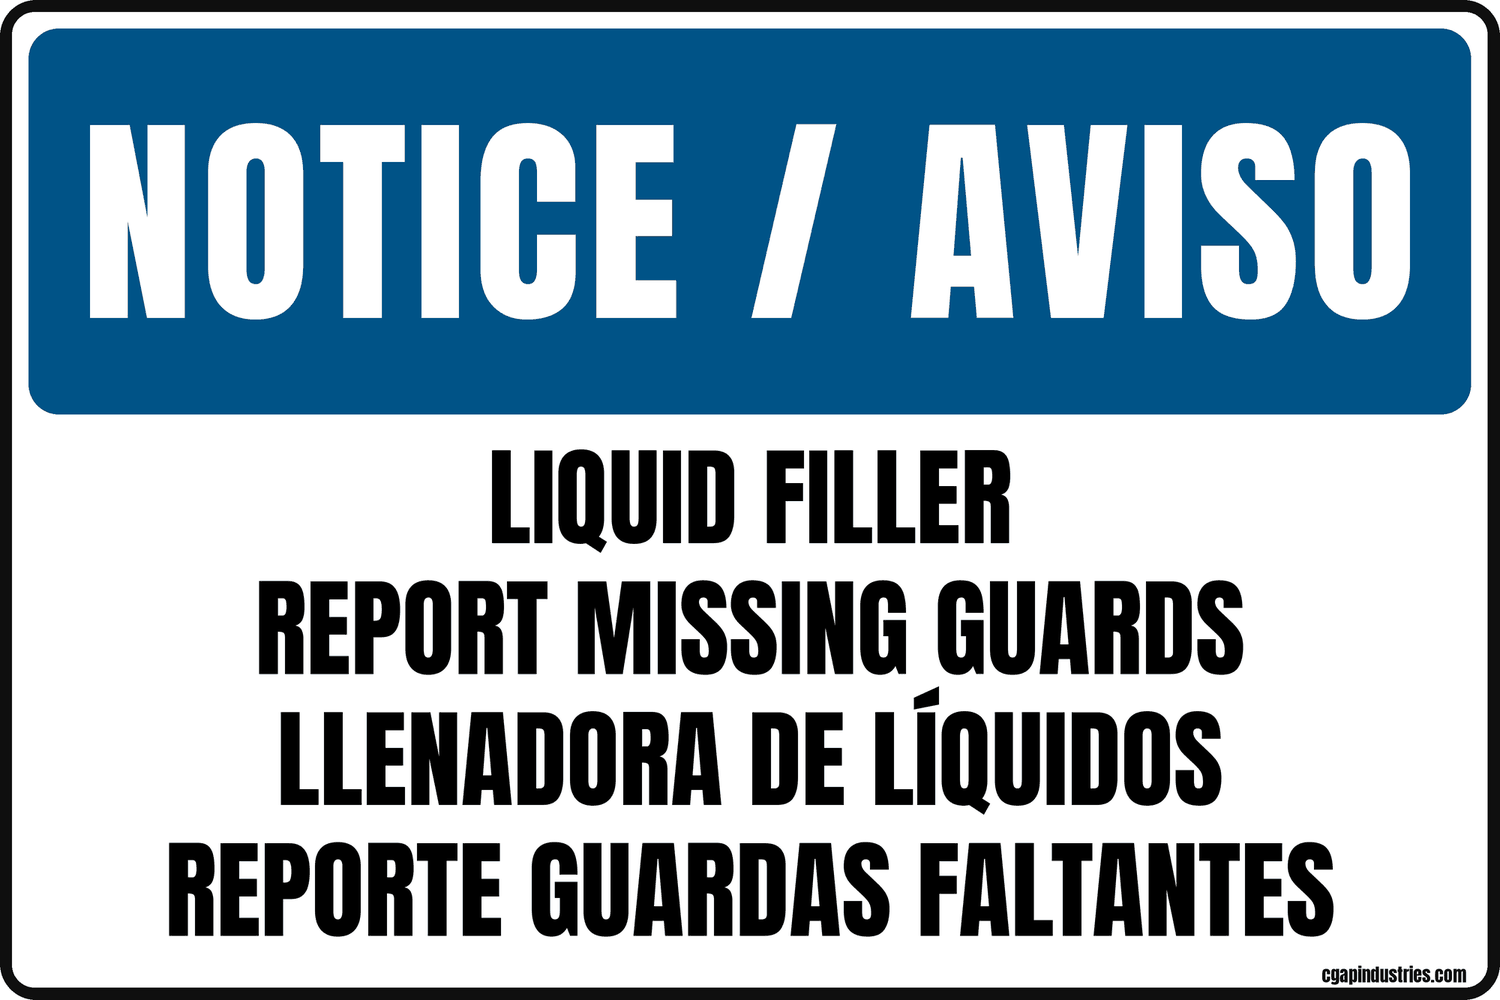 NOTICE / AVISO
LIQUID FILLER
REPORT MISSING GUARDS
LLENADORA DE LÍQUIDOS
REPORTE GUARDAS FALTANTES
cgapindustries.com